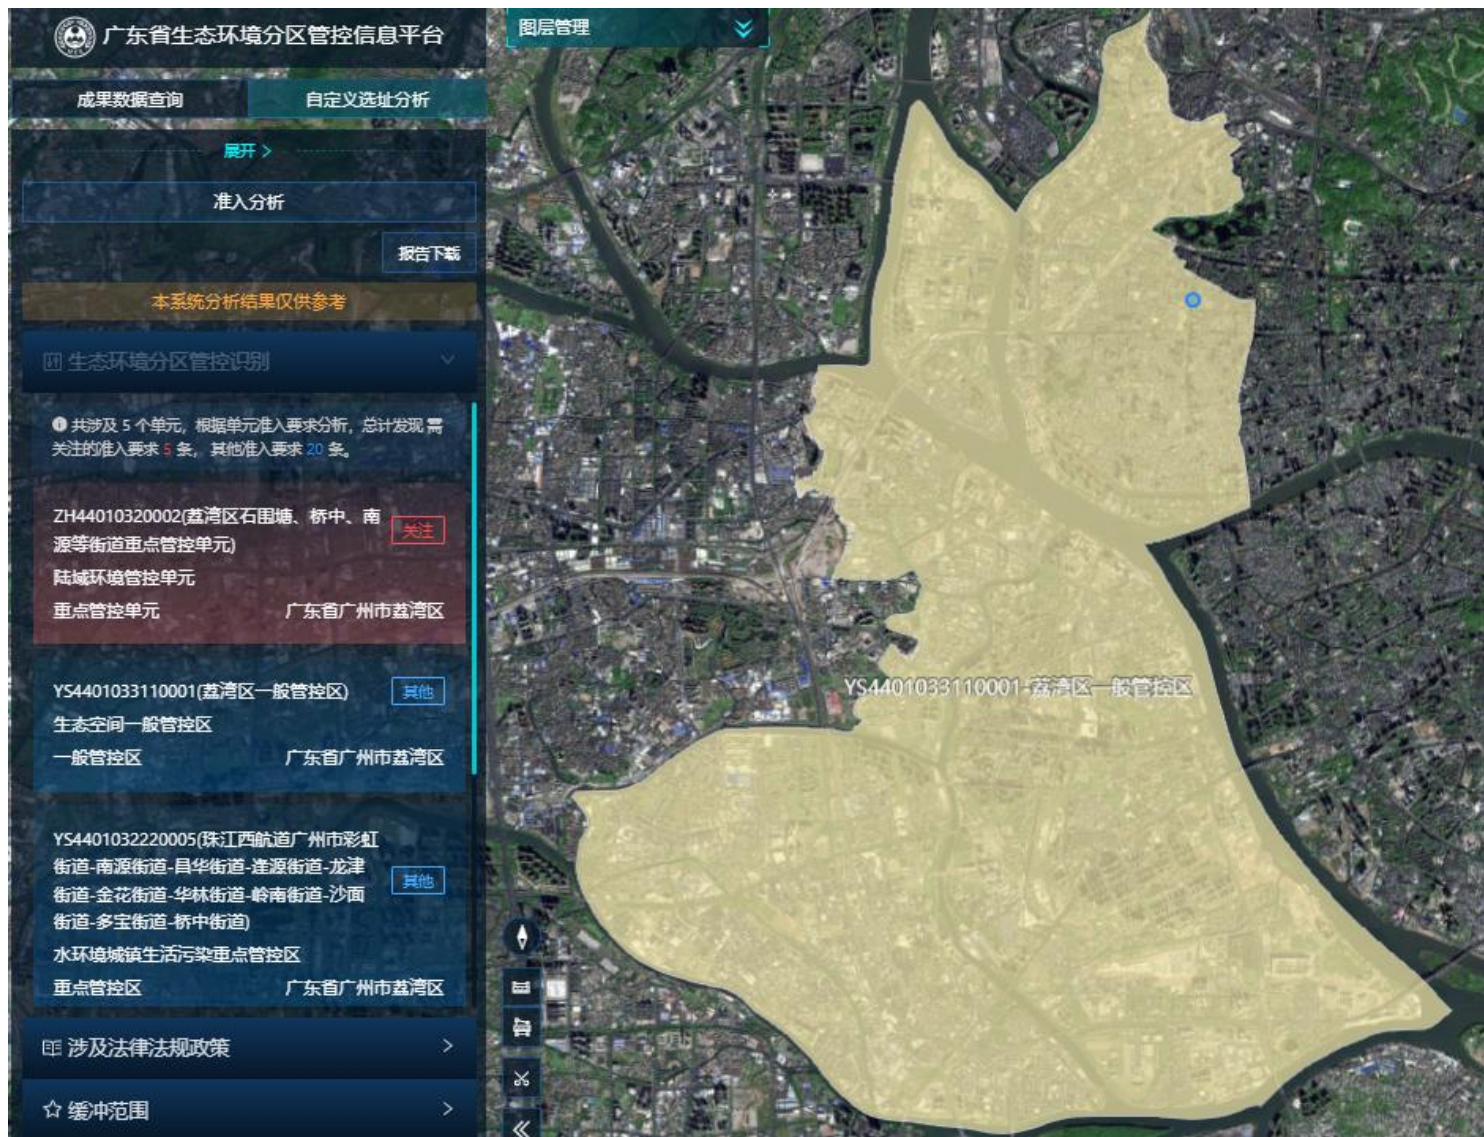 广东省生态环境分区管控信息平台
图层管理
成果数据查询
自定义选址分析
展开 >
准入分析
报告下载
本系统分析结果仅供参考
生态环境分区管控识别
共涉及 5 个单元，根据单元准入要求分析，总计发现需
关注的准入要求 5 条，其他准入要求 20 条。
ZH44010320002(荔湾区石围塘、桥中、南
源等街道重点管控单元)
关注
陆域环境管控单元
重点管控单元
广东省广州市荔湾区
YS4401033110001(荔湾区一般管控区)
其他
生态空间一般管控区
一般管控区
广东省广州市荔湾区
YS4401032220005(珠江西航道广州市彩虹
街道-南源街道-昌华街道-逢源街道-龙津
街道-金花街道-华林街道-岭南街道-沙面
街道-多宝街道-桥中街道)
其他
水环境城镇生活污染重点管控区
重点管控区
广东省广州市荔湾区
涉及法律法规政策
缓冲范围
YS4401033110001-荔湾区一般管控区